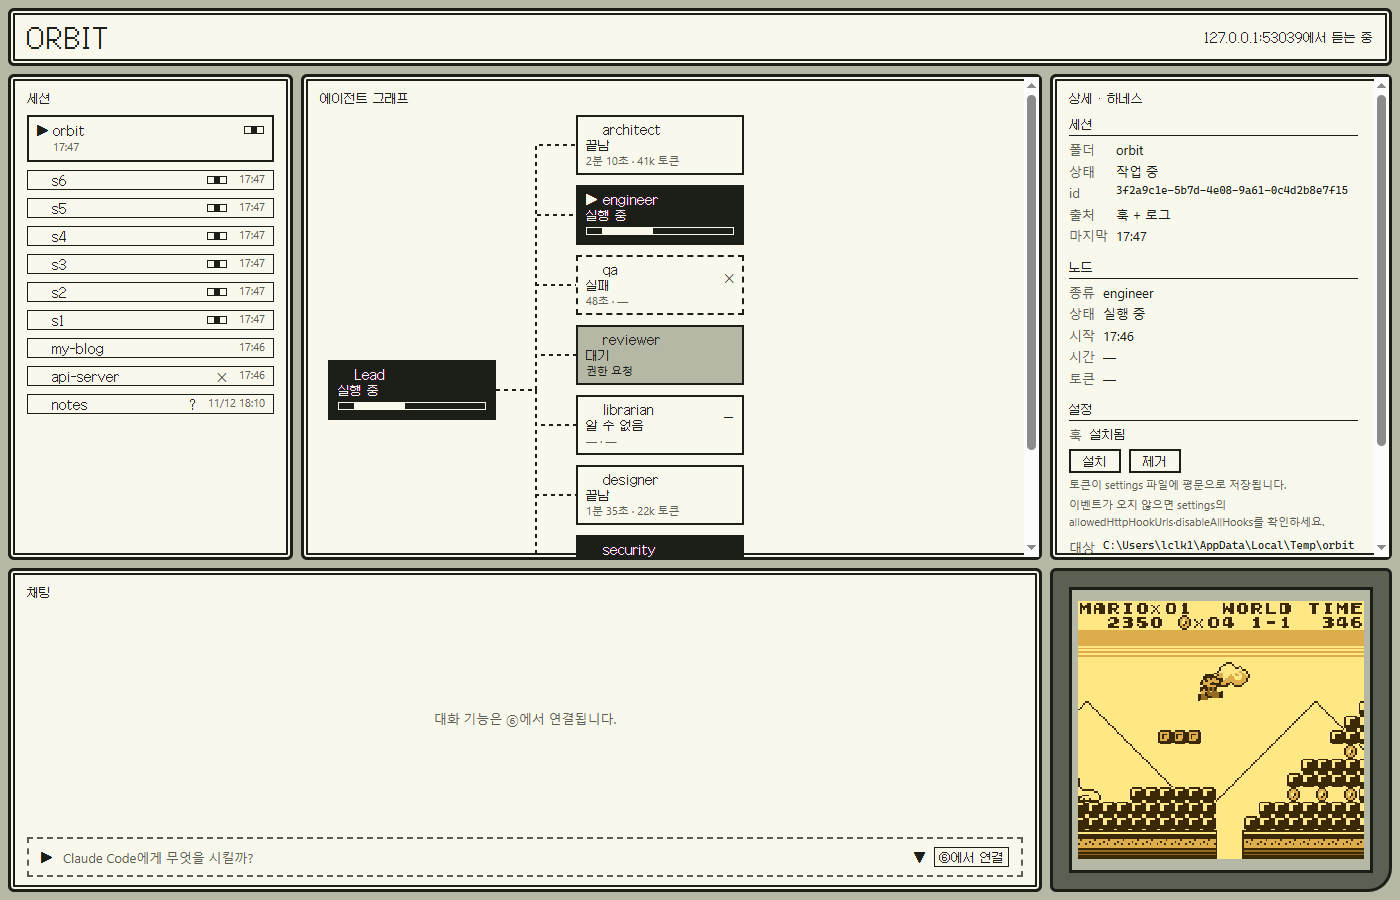 ORBIT
127.0.0.1:53039에서 듣는 중
세션
▶ orbit
17:47
s6 17:47
s5 17:47
s4 17:47
s3 17:47
s2 17:47
s1 17:47
my-blog 17:46
api-server × 17:46
notes ? 11/12 18:10
에이전트 그래프
Lead
실행 중
architect
끝남
2분 10초 · 41k 토큰
▶ engineer
실행 중
qa ×
실패
48초 · —
reviewer
대기
권한 요청
librarian —
알 수 없음
— · —
designer
끝남
1분 35초 · 22k 토큰
security
상세 · 하네스
세션
폴더 orbit
상태 작업 중
id 3f2a9c1e-5b7d-4e08-9a61-0c4d2b8e7f15
출처 훅 + 로그
마지막 17:47
노드
종류 engineer
상태 실행 중
시작 17:46
시간 —
토큰 —
설정
훅 설치됨
설치 제거
토큰이 settings 파일에 평문으로 저장됩니다.
이벤트가 오지 않으면 settings의
allowedHttpHookUrls·disableAllHooks를 확인하세요.
대상 C:\Users\lclk1\AppData\Local\Temp\orbit
채팅
대화 기능은 ⑥에서 연결됩니다.
▶ Claude Code에게 무엇을 시킬까? ▼ ⑥에서 연결
MARIO×01 WORLD TIME
2350 ×04 1-1 346